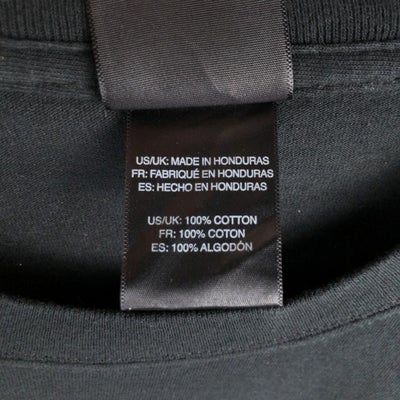 US/UK: MADE IN HONDURAS
FR: FABRIQUÉ EN HONDURAS
ES: HECHO EN HONDURAS
US/UK: 100% COTTON
FR: 100% COTON
ES: 100% ALGODÓN